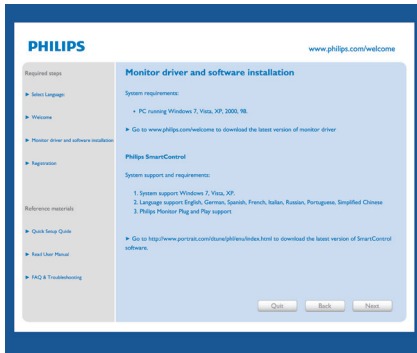 PHILIPS
www.philips.com/welcome
Required steps
► Select Language
► Welcome
► Monitor driver and software installation
► Registration
Reference materials
► Quick Setup Guide
► Read User Manual
► FAQ & Troubleshooting
Monitor driver and software installation
System requirements:
• PC running Windows 7, Vista, XP, 2000, 98.
► Go to www.philips.com/welcome to download the latest version of monitor driver
Philips SmartControl
System support and requirements:
1. System support Windows 7, Vista, XP.
2. Language support English, German, Spanish, French, Italian, Russian, Portuguese, Simplified Chinese
3. Philips Monitor Plug and Play support
► Go to http://www.portrait.com/dtune/phl/enu/index.html to download the latest version of SmartControl
software.
Quit
Back
Next